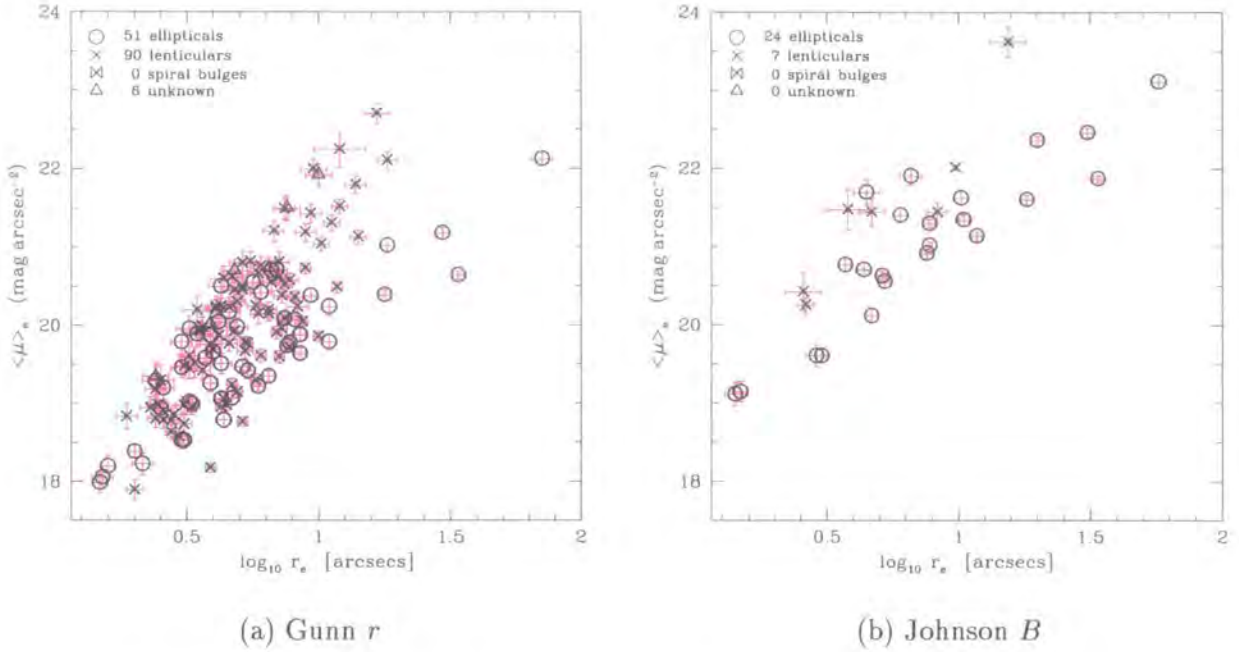 24
22
20
18
<μ>e (mag arcsec−2)
51 ellipticals
90 lenticulars
0 spiral bulges
6 unknown
0.5 1 1.5 2
log10 re [arcsecs]
(a) Gunn r
24
22
20
18
<μ>e (mag arcsec−2)
24 ellipticals
7 lenticulars
0 spiral bulges
0 unknown
0.5 1 1.5 2
log10 re [arcsecs]
(b) Johnson B